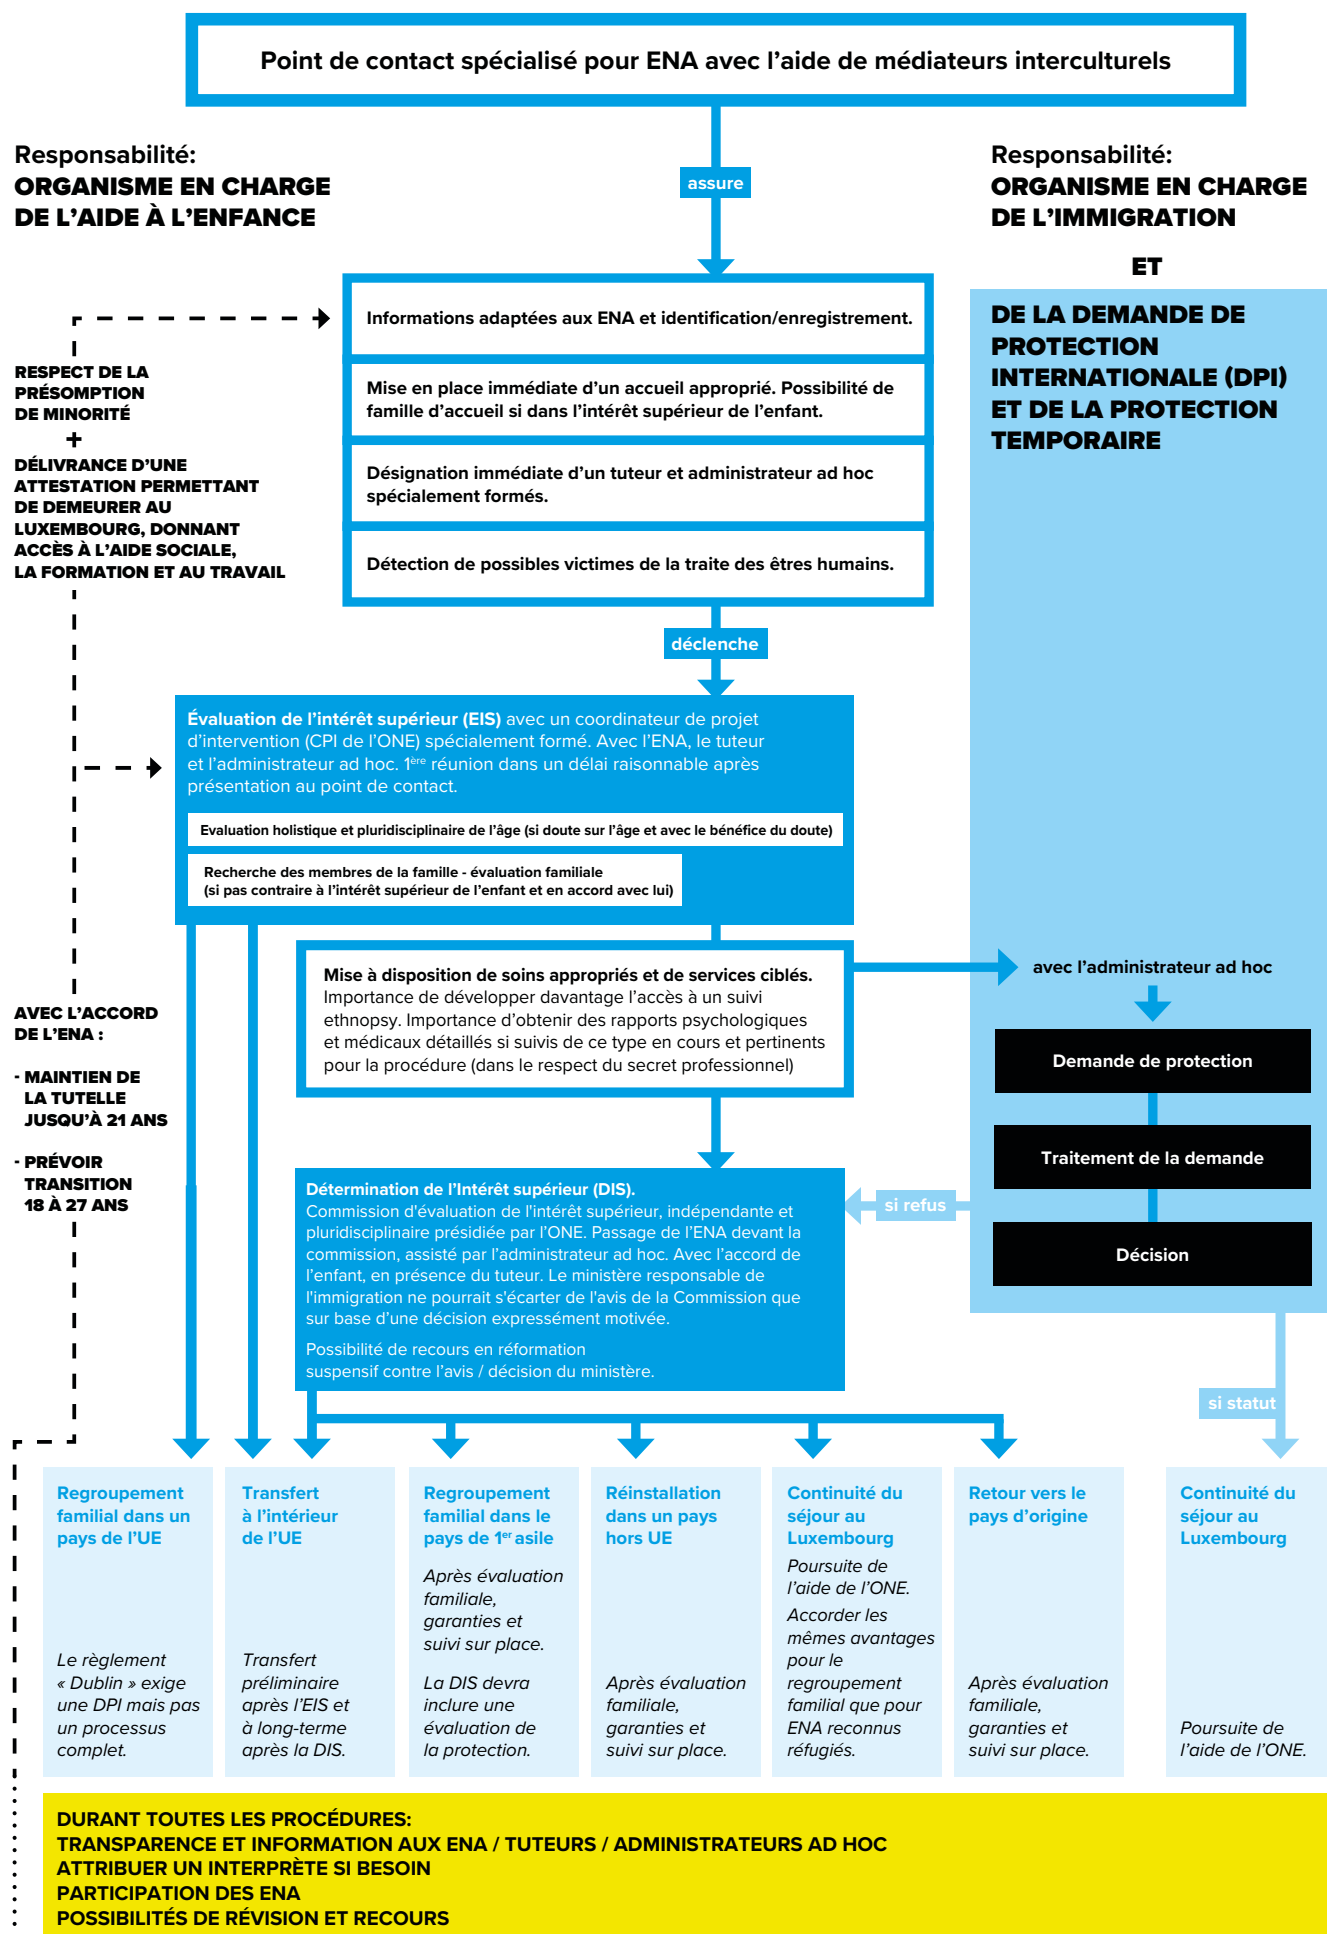 Point de contact spécialisé pour ENA avec l’aide de médiateurs interculturels
Responsabilité:
ORGANISME EN CHARGE
DE L’AIDE À L’ENFANCE
assure
Responsabilité:
ORGANISME EN CHARGE
DE L’IMMIGRATION
ET
DE LA DEMANDE DE
PROTECTION
INTERNATIONALE (DPI)
ET DE LA PROTECTION
TEMPORAIRE
Informations adaptées aux ENA et identification/enregistrement.
Mise en place immédiate d’un accueil approprié. Possibilité de
famille d’accueil si dans l’intérêt supérieur de l’enfant.
Désignation immédiate d’un tuteur et administrateur ad hoc
spécialement formés.
Détection de possibles victimes de la traite des êtres humains.
RESPECT DE LA
PRÉSOMPTION
DE MINORITÉ
+
DÉLIVRANCE D’UNE
ATTESTATION PERMETTANT
DE DEMEURER AU
LUXEMBOURG, DONNANT
ACCÈS À L’AIDE SOCIALE,
LA FORMATION ET AU TRAVAIL
déclenche
Évaluation de l’intérêt supérieur (EIS) avec un coordinateur de projet
d’intervention (CPI de l’ONE) spécialement formé. Avec l’ENA, le tuteur
et l’administrateur ad hoc. 1ère réunion dans un délai raisonnable après
présentation au point de contact.
Evaluation holistique et pluridisciplinaire de l’âge (si doute sur l’âge et avec le bénéfice du doute)
Recherche des membres de la famille - évaluation familiale
(si pas contraire à l’intérêt supérieur de l’enfant et en accord avec lui)
Mise à disposition de soins appropriés et de services ciblés.
Importance de développer davantage l’accès à un suivi
ethnopsy. Importance d’obtenir des rapports psychologiques
et médicaux détaillés si suivis de ce type en cours et pertinents
pour la procédure (dans le respect du secret professionnel)
avec l’administrateur ad hoc
Demande de protection
Traitement de la demande
Décision
AVEC L’ACCORD
DE L’ENA :
- MAINTIEN DE
LA TUTELLE
JUSQU’À 21 ANS
- PRÉVOIR
TRANSITION
18 À 27 ANS
Détermination de l’Intérêt supérieur (DIS).
Commission d'évaluation de l'intérêt supérieur, indépendante et
pluridisciplinaire présidiée par l’ONE. Passage de l’ENA devant la
commission, assisté par l’administrateur ad hoc. Avec l’accord de
l’enfant, en présence du tuteur. Le ministère responsable de
l'immigration ne pourrait s'écarter de l'avis de la Commission que
sur base d’une décision expressément motivée.
Possibilité de recours en réformation
suspensif contre l’avis / décision du ministère.
si refus
si statut
Regroupement
familial dans un
pays de l’UE
Le règlement
« Dublin » exige
une DPI mais pas
un processus
complet.
Transfert
à l’intérieur
de l’UE
Transfert
préliminaire
après l’EIS et
à long-terme
après la DIS.
Regroupement
familial dans le
pays de 1er asile
Après évaluation
familiale,
garanties et
suivi sur place.
La DIS devra
inclure une
évaluation de
la protection.
Réinstallation
dans un pays
hors UE
Après évaluation
familiale,
garanties et
suivi sur place.
Continuité du
séjour au
Luxembourg
Poursuite de
l’aide de l’ONE.
Accorder les
mêmes avantages
pour le
regroupement
familial que pour
ENA reconnus
réfugiés.
Retour vers le
pays d’origine
Après évaluation
familiale,
garanties et
suivi sur place.
Continuité du
séjour au
Luxembourg
Poursuite de
l’aide de l’ONE.
DURANT TOUTES LES PROCÉDURES:
TRANSPARENCE ET INFORMATION AUX ENA / TUTEURS / ADMINISTRATEURS AD HOC
ATTRIBUER UN INTERPRÈTE SI BESOIN
PARTICIPATION DES ENA
POSSIBILITÉS DE RÉVISION ET RECOURS